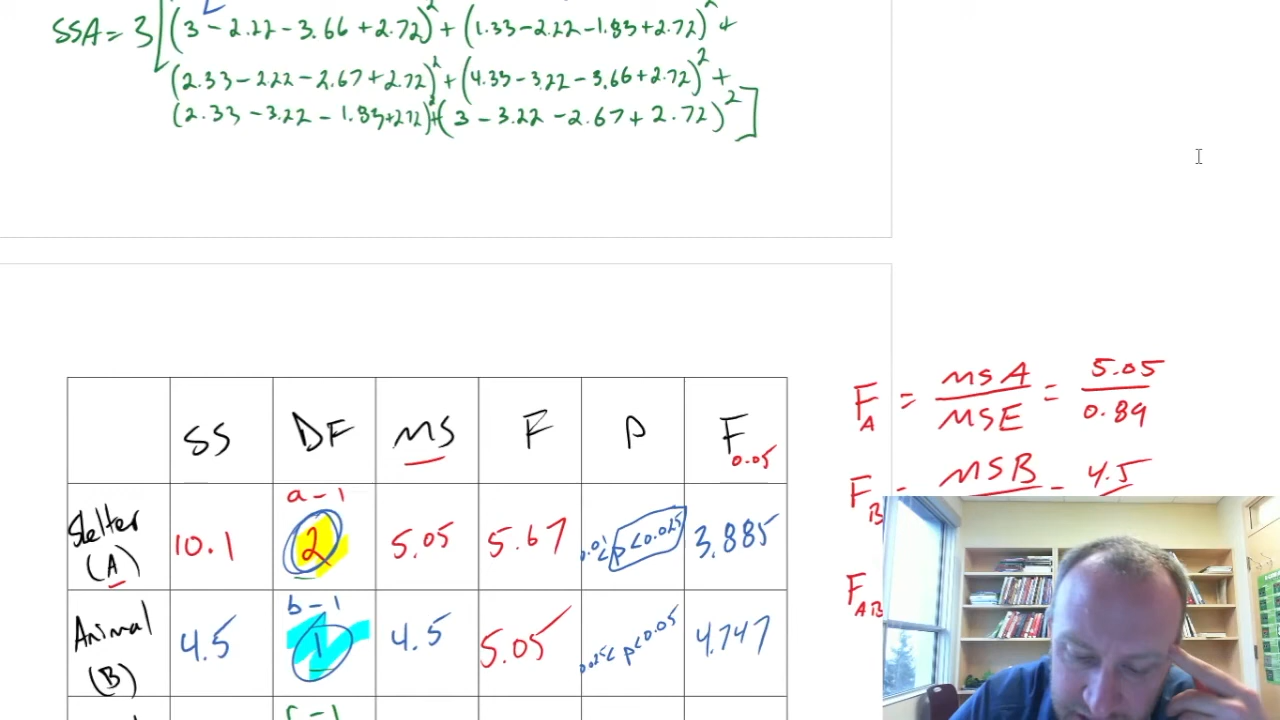 SSA = 3[(3 - 2.22 - 3.66 + 2.72)² + (1.33 - 2.22 - 1.83 + 2.72)² +
(2.33 - 2.22 - 2.67 + 2.72)² + (4.33 - 3.22 - 3.66 + 2.72)² +
(2.33 - 3.22 - 1.83 + 2.72)² + (3 - 3.22 - 2.67 + 2.72)²]
SS DF MS F P F0.05
Shelter (A) 10.1 a-1 2 5.05 5.67 0.01 < p < 0.025 3.885
Animal (B) 4.5 b-1 1 4.5 5.05 0.025 < p < 0.05 4.747
FA = MSA/MSE = 5.05/0.89
FB = MSB = 4.5
FAB